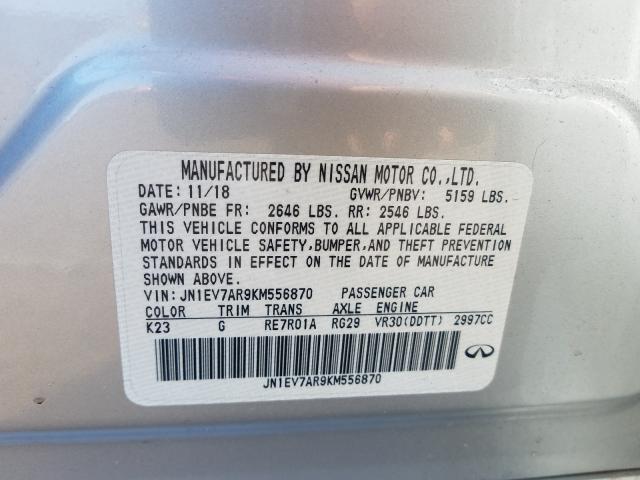 MANUFACTURED BY NISSAN MOTOR CO.,LTD.
DATE: 11/18 GVWR/PNBV: 5159 LBS.
GAWR/PNBE FR: 2646 LBS. RR: 2546 LBS.
THIS VEHICLE CONFORMS TO ALL APPLICABLE FEDERAL
MOTOR VEHICLE SAFETY,BUMPER,AND THEFT PREVENTION
STANDARDS IN EFFECT ON THE DATE OF MANUFACTURE
SHOWN ABOVE.
VIN: JN1EV7AR9KM556870 PASSENGER CAR
COLOR TRIM TRANS AXLE ENGINE
K23 G RE7R01A RG29 VR30(DDTT) 2997CC
JN1EV7AR9KM556870